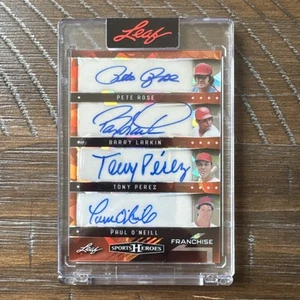 Leaf
Pete Rose
PETE ROSE
Barry Larkin
BARRY LARKIN
Tony Pérez
TONY PEREZ
Paul O'Neill
PAUL O'NEILL
Leaf SPORTS HEROES FRANCHISE